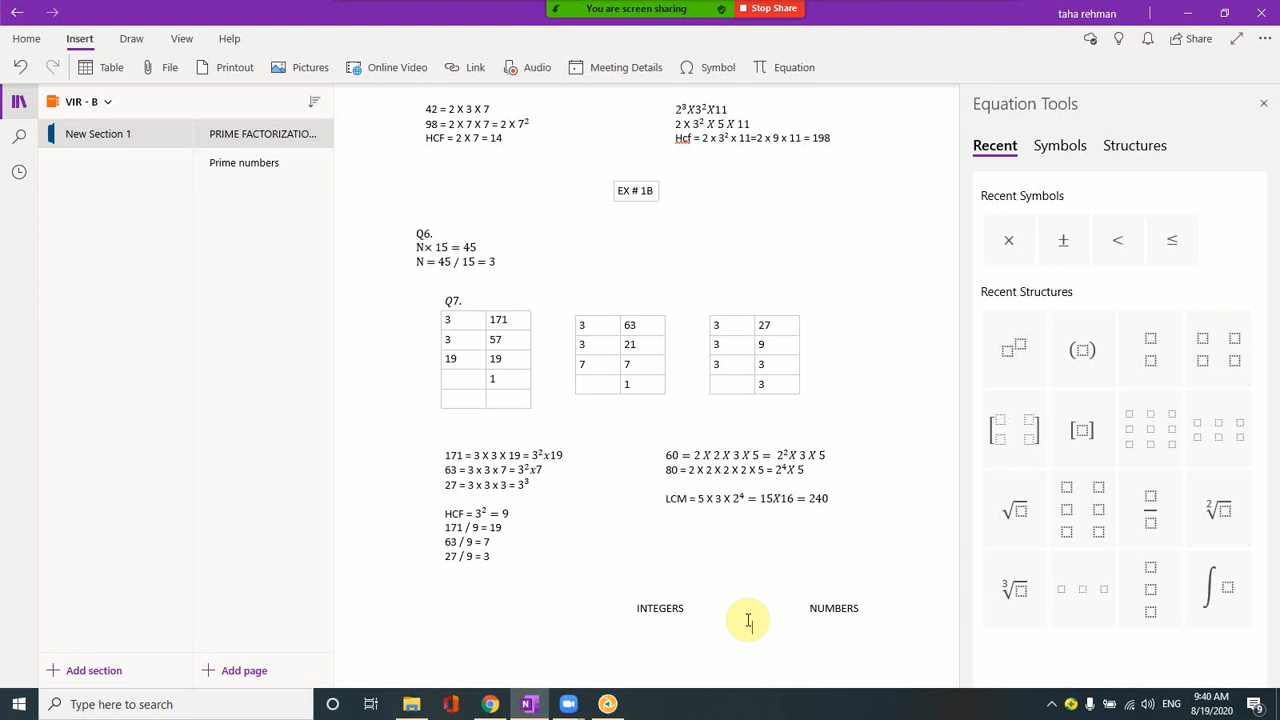 You are screen sharing
Stop Share
taha rehman
Home
Insert
Draw
View
Help
Share
Table
File
Printout
Pictures
Online Video
Link
Audio
Meeting Details
Symbol
Equation
VIR - B
New Section 1
PRIME FACTORIZATIO...
Prime numbers
Add section
Add page
42 = 2 X 3 X 7
98 = 2 X 7 X 7 = 2 X 7²
HCF = 2 X 7 = 14
2³X3²X11
2 X 3² X 5 X 11
Hcf = 2 x 3² x 11=2 x 9 x 11 = 198
EX # 1B
Q6.
N× 15 = 45
N = 45 / 15 = 3
Q7.
3 171
3 57
19 19
1
3 63
3 21
7 7
1
3 27
3 9
3 3
3
171 = 3 X 3 X 19 = 3²x19
63 = 3 x 3 x 7 = 3²x7
27 = 3 x 3 x 3 = 3³
HCF = 3² = 9
171 / 9 = 19
63 / 9 = 7
27 / 9 = 3
60 = 2 X 2 X 3 X 5 = 2²X 3 X 5
80 = 2 X 2 X 2 X 2 X 5 = 2⁴X 5
LCM = 5 X 3 X 2⁴ = 15X16 = 240
INTEGERS
NUMBERS
Equation Tools
Recent
Symbols
Structures
Recent Symbols
× ± < ≤
Recent Structures
Type here to search
ENG
9:40 AM
8/19/2020